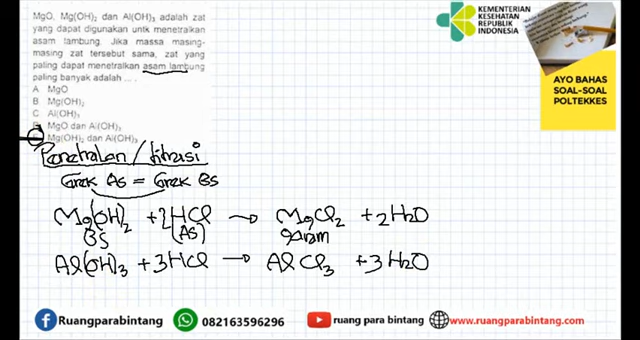 MgO, Mg(OH)₂ dan Al(OH)₃ adalah zat
yang dapat digunakan untk menetralkan
asam lambung. Jika massa masing-
masing zat tersebut sama, zat yang
paling dapat menetralkan asam lambung
paling banyak adalah ....
A MgO
B Mg(OH)₂
C Al(OH)₃
D MgO dan Al(OH)₃
Mg(OH)₂ dan Al(OH)₃
Penetralan / titrasi
Grek As = Grek Bs
Mg(OH)₂ + 2HCl → MgCl₂ + 2H₂O
Bs (As) garam
Al(OH)₃ + 3HCl → AlCl₃ + 3H₂O
KEMENTERIAN
KESEHATAN
REPUBLIK
INDONESIA
AYO BAHAS
SOAL-SOAL
POLTEKKES
Ruangparabintang
082163596296
ruang para bintang
www.ruangparabintang.com